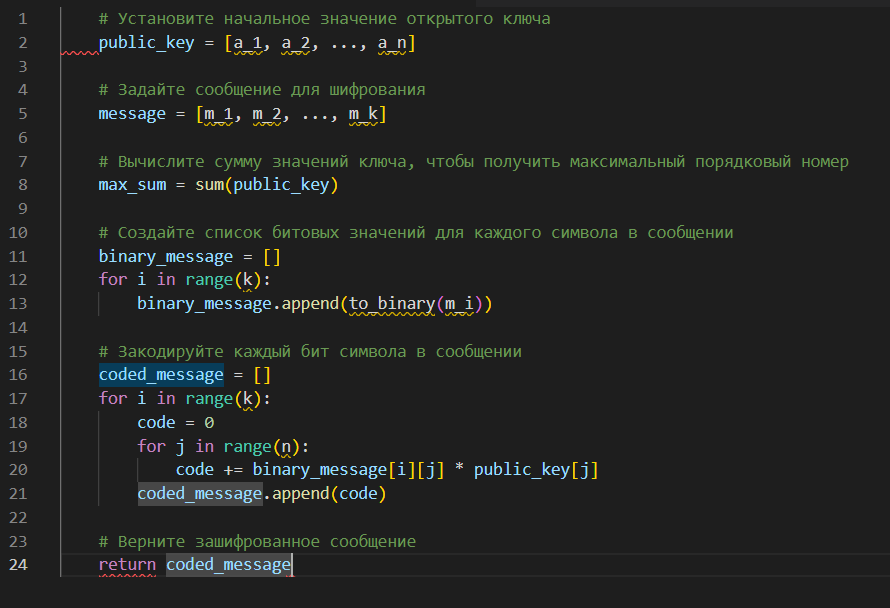 1 # Установите начальное значение открытого ключа
2 public_key = [a_1, a_2, ..., a_n]
3
4 # Задайте сообщение для шифрования
5 message = [m_1, m_2, ..., m_k]
6
7 # Вычислите сумму значений ключа, чтобы получить максимальный порядковый номер
8 max_sum = sum(public_key)
9
10 # Создайте список битовых значений для каждого символа в сообщении
11 binary_message = []
12 for i in range(k):
13     binary_message.append(to_binary(m_i))
14
15 # Закодируйте каждый бит символа в сообщении
16 coded_message = []
17 for i in range(k):
18     code = 0
19     for j in range(n):
20         code += binary_message[i][j] * public_key[j]
21     coded_message.append(code)
22
23 # Верните зашифрованное сообщение
24 return coded_message